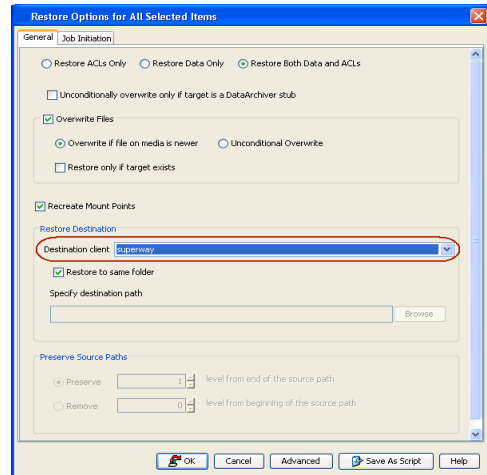 Restore Options for All Selected Items
General Job Initiation
Restore ACLs Only Restore Data Only Restore Both Data and ACLs
Unconditionally overwrite only if target is a DataArchiver stub
Overwrite Files
Overwrite if file on media is newer Unconditional Overwrite
Restore only if target exists
Recreate Mount Points
Restore Destination
Destination client superway
Restore to same folder
Specify destination path
Browse
Preserve Source Paths
Preserve 1 level from end of the source path
Remove 0 level from beginning of the source path
OK Cancel Advanced Save As Script Help